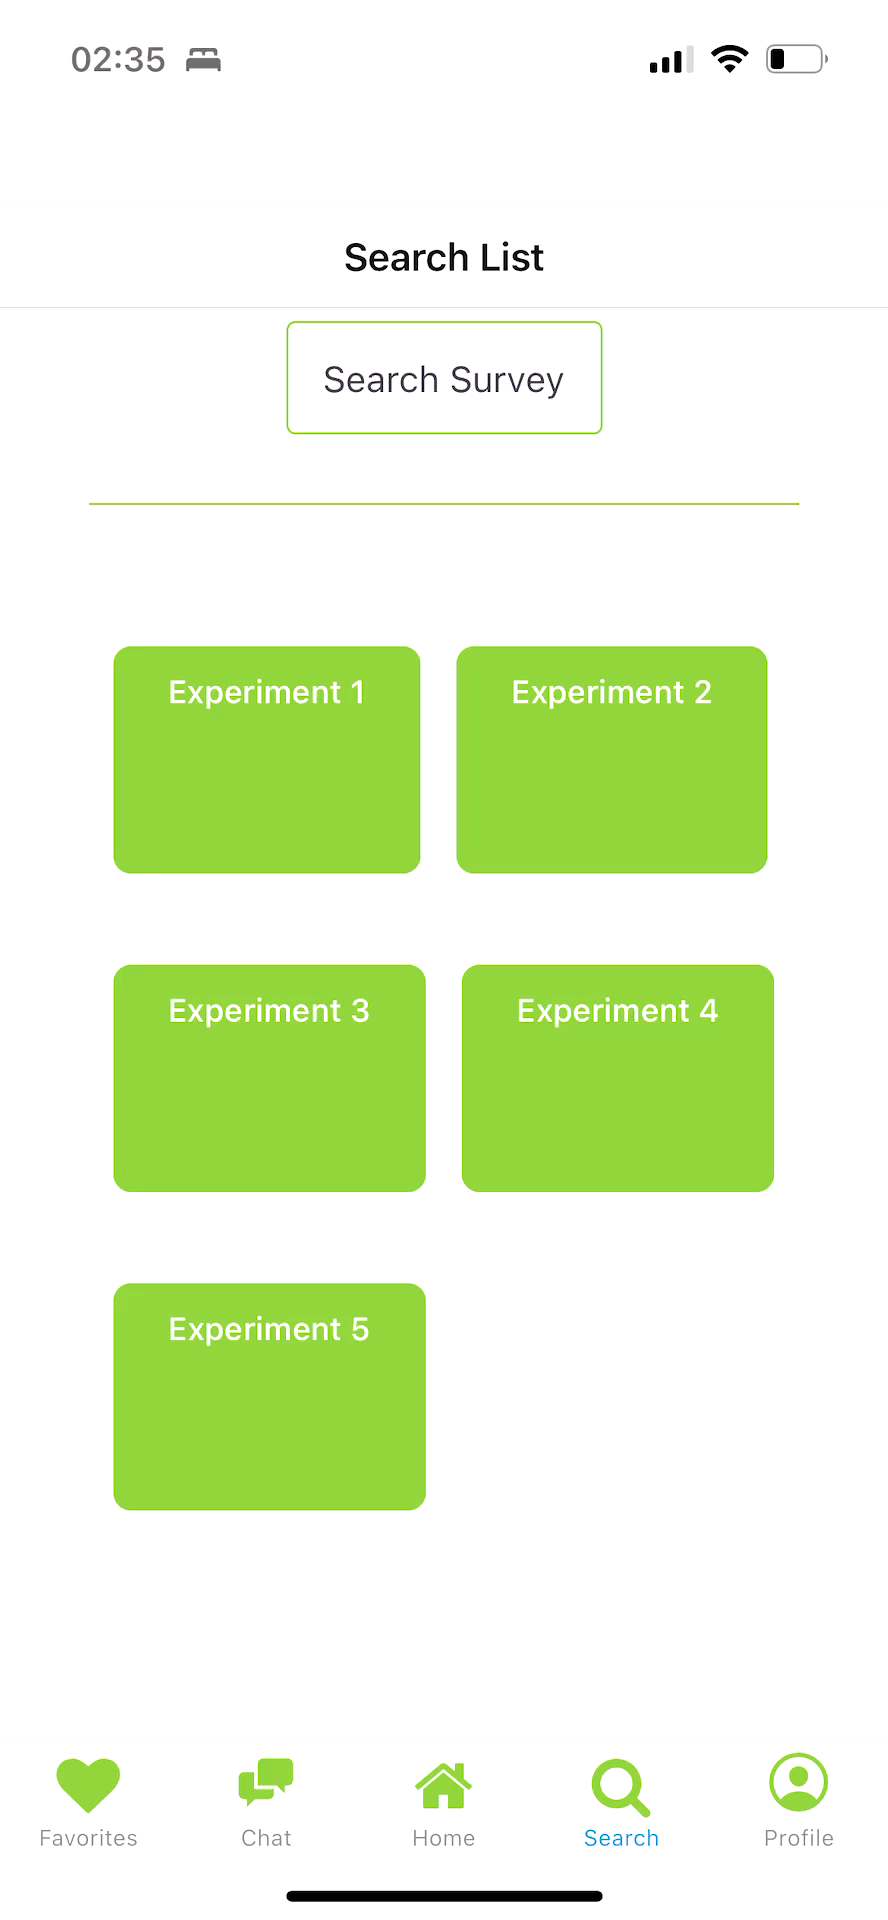 02:35
Search List
Search Survey
Experiment 1
Experiment 2
Experiment 3
Experiment 4
Experiment 5
Favorites
Chat
Home
Search
Profile